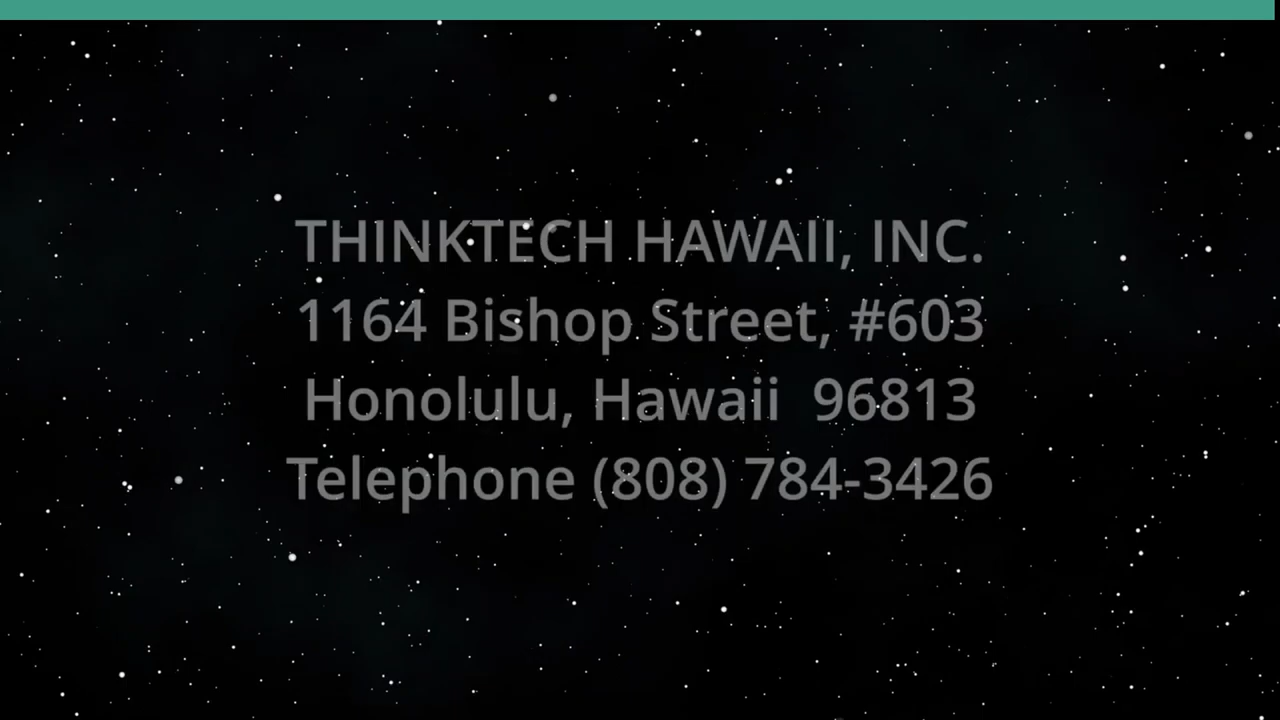 THINKTECH HAWAII, INC.
1164 Bishop Street, #603
Honolulu, Hawaii  96813
Telephone (808) 784-3426